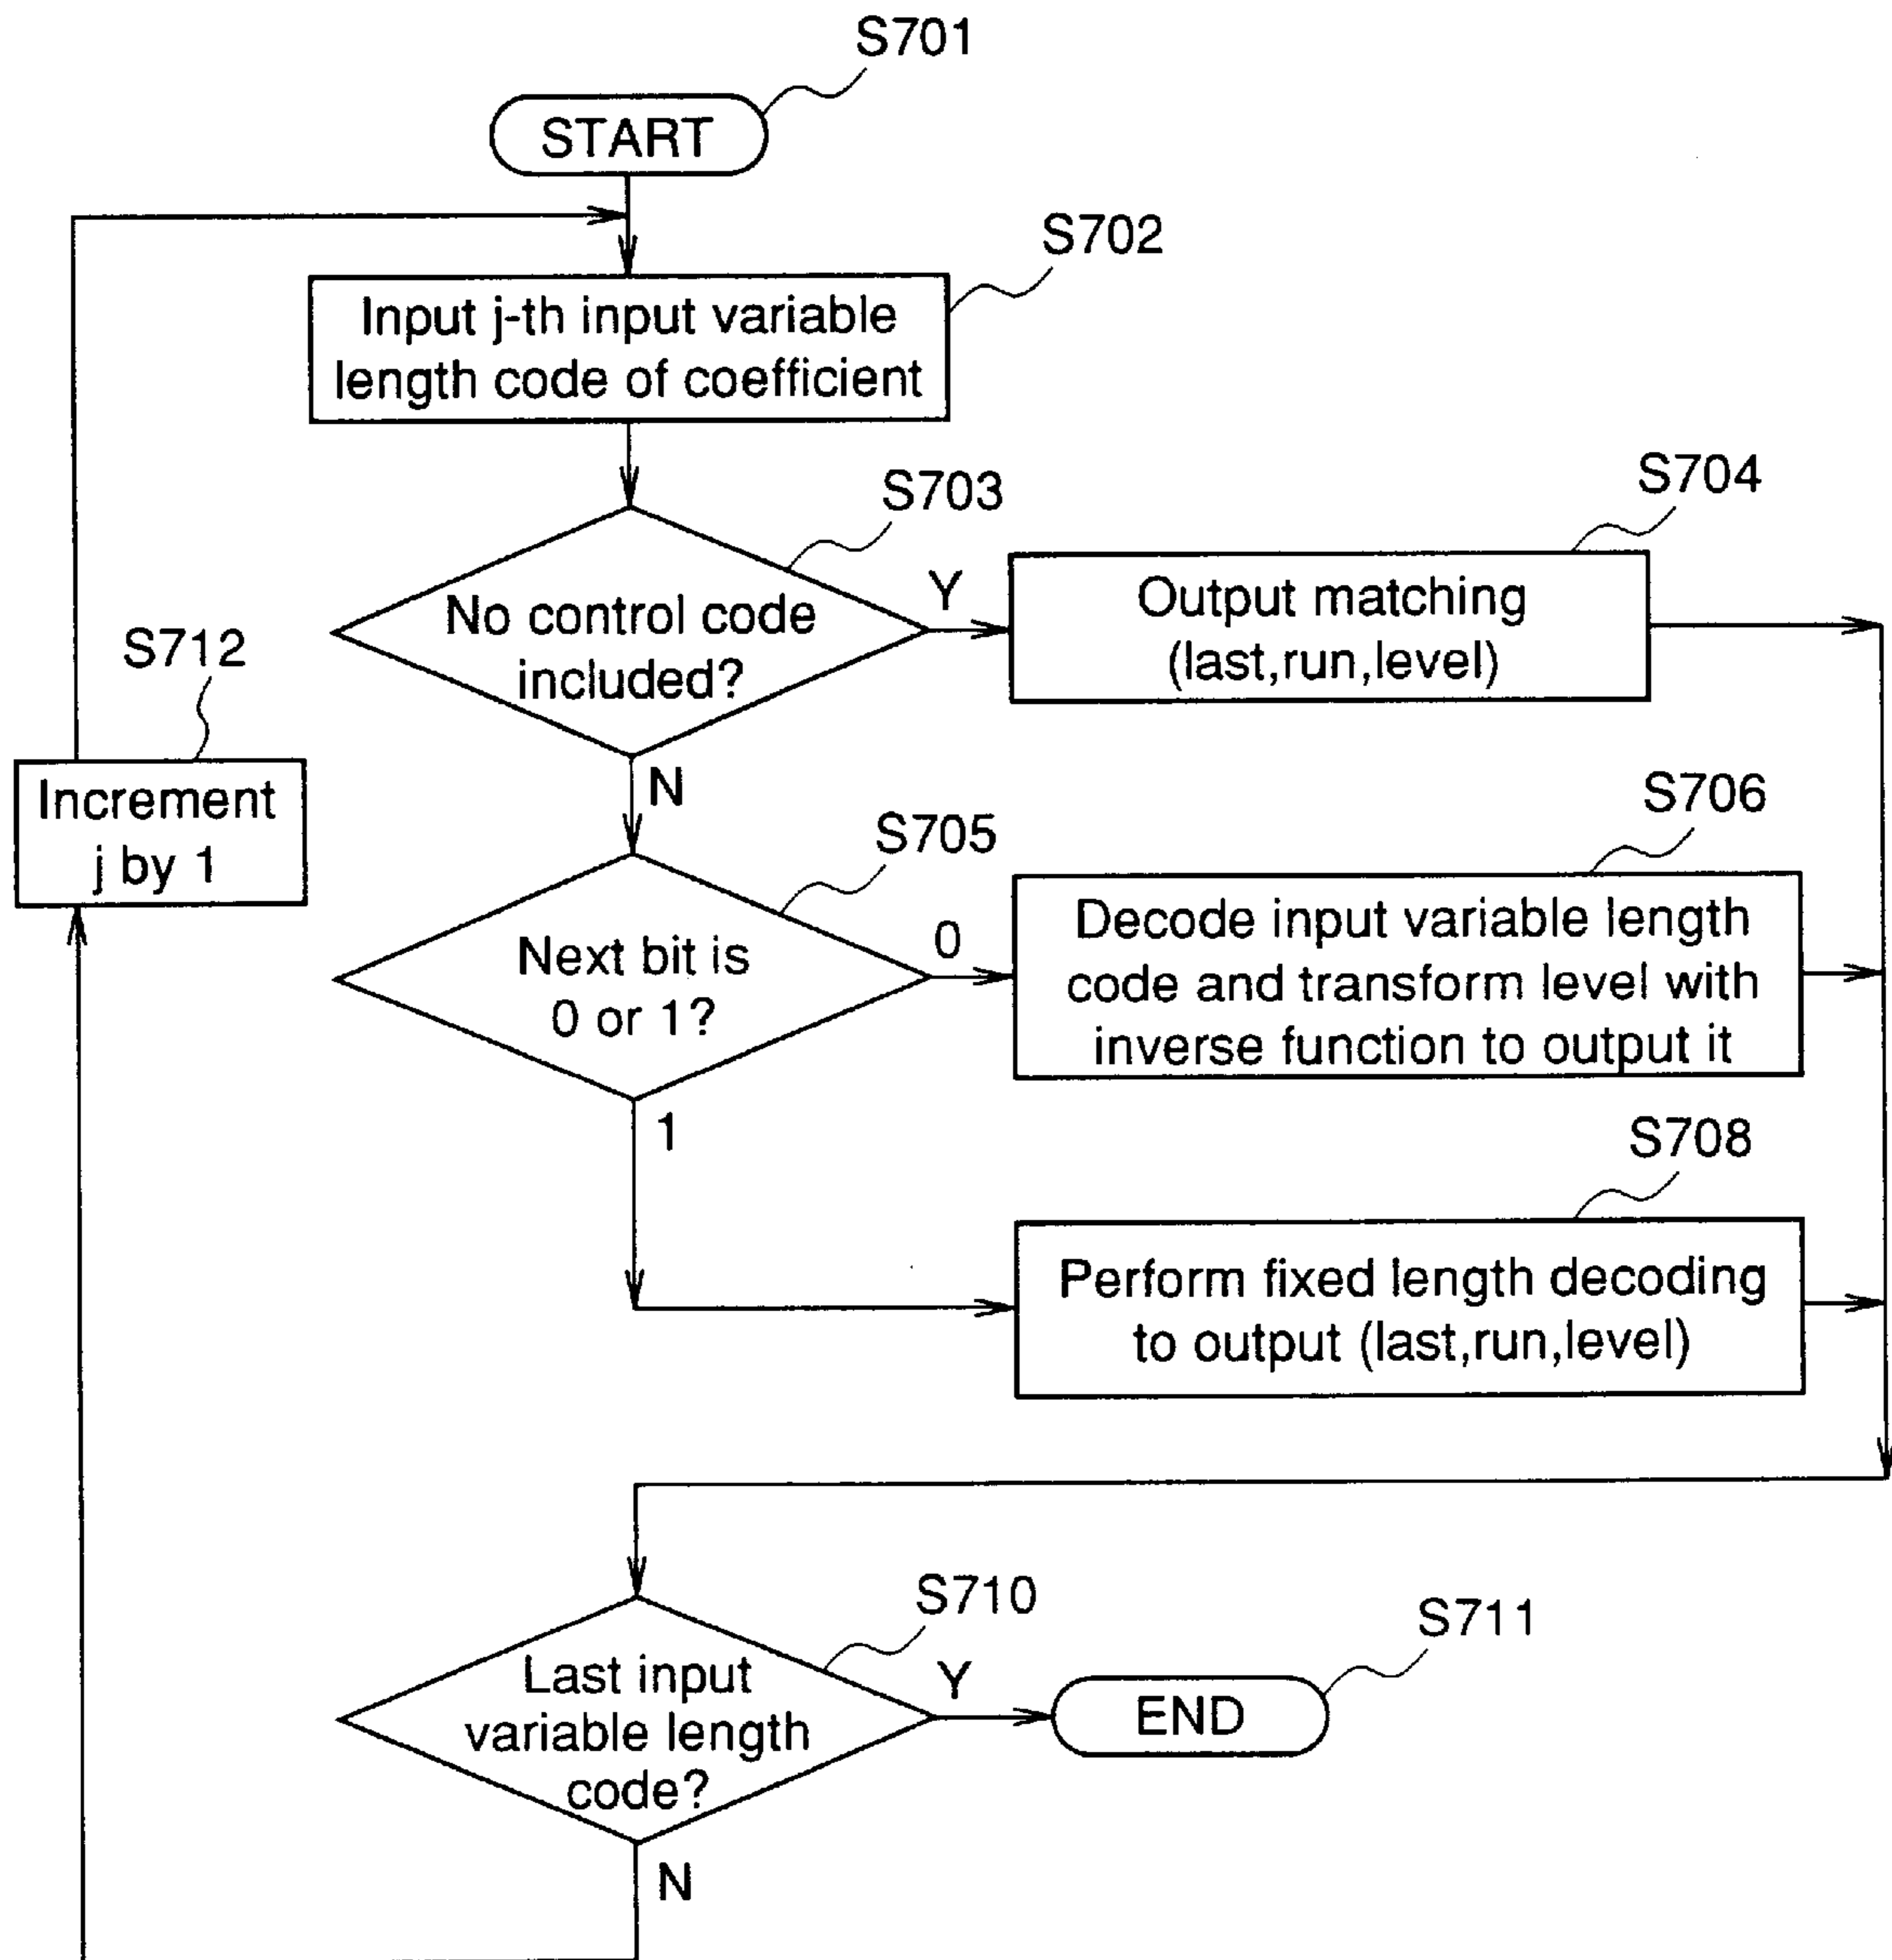 S701
START
S702
Input j-th input variable
length code of coefficient
S703
S704
No control code
included?
Y
Output matching
(last,run,level)
S712
Increment
j by 1
N
S705
S706
Next bit is
0 or 1?
0
Decode input variable length
code and transform level with
inverse function to output it
1
S708
Perform fixed length decoding
to output (last,run,level)
S710
S711
Last input
variable length
code?
Y
END
N